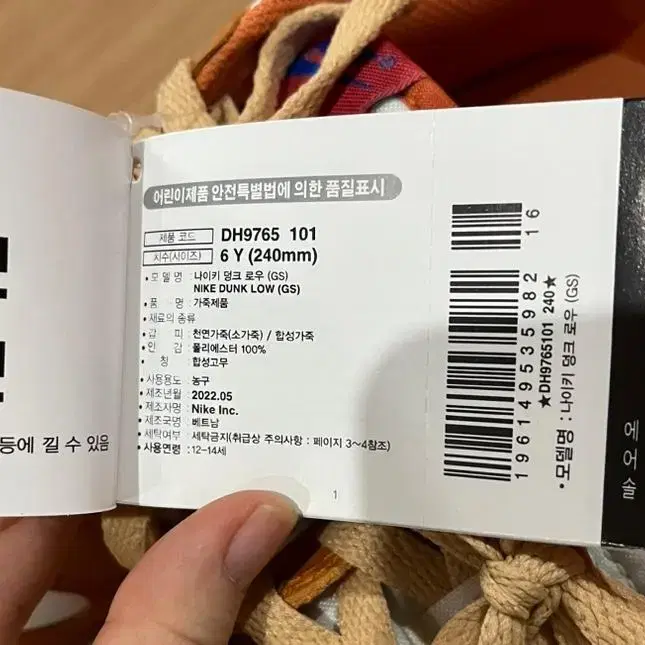 등에 낄 수 있음
어린이제품 안전특별법에 의한 품질표시
제품 코드 DH9765 101
치수(사이즈) 6 Y (240mm)
• 모 델 명 : 나이키 덩크 로우 (GS)
NIKE DUNK LOW (GS)
• 품 명 : 가죽제품
• 재료의 종류
• 갑 피 : 천연가죽(소가죽) / 합성가죽
• 안 감 : 폴리에스터 100%
• 창 : 합성고무
• 사용용도 : 농구
• 제조년월 : 2022.05
• 제조자명 : Nike Inc.
• 제조국명 : 베트남
• 세탁여부 : 세탁금지(취급상 주의사항 : 페이지 3~4참조)
• 사용연령 : 12-14세
1
16
196149535982
★DH9765101 240★
• 모델명 : 나이키 덩크 로우 (GS)
에어솔